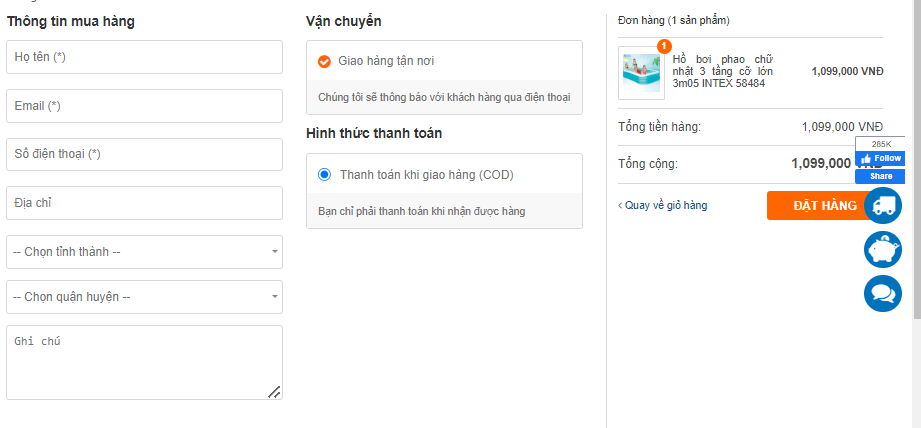 Thông tin mua hàng
Họ tên (*)
Email (*)
Số điện thoại (*)
Địa chỉ
-- Chọn tỉnh thành --
-- Chọn quận huyện --
Ghi chú
Vận chuyển
Giao hàng tận nơi
Chúng tôi sẽ thông báo với khách hàng qua điện thoại
Hình thức thanh toán
Thanh toán khi giao hàng (COD)
Bạn chỉ phải thanh toán khi nhận được hàng
Đơn hàng (1 sản phẩm)
1
Hồ bơi phao chữ
nhật 3 tầng cỡ lớn
3m05 INTEX 58484
1,099,000 VNĐ
Tổng tiền hàng: 1,099,000 VNĐ
285K
Follow
Share
Tổng cộng: 1,099,000 VNĐ
‹ Quay về giỏ hàng
ĐẶT HÀNG